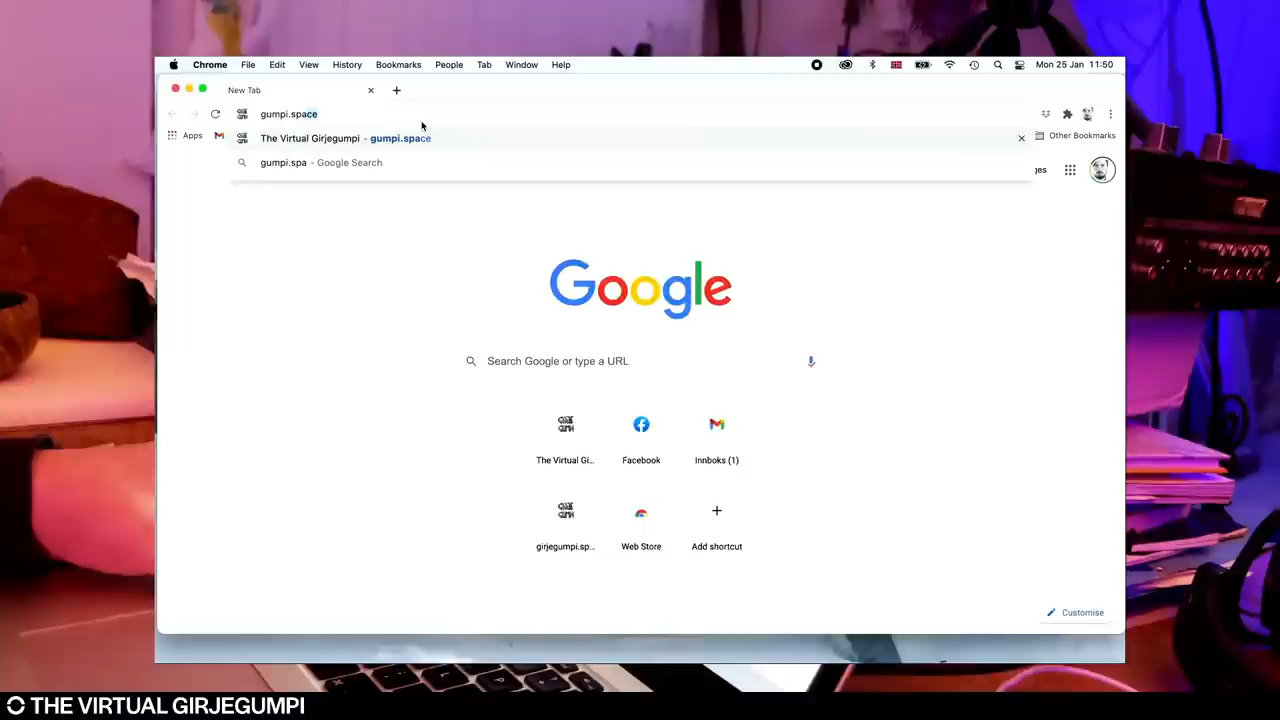 Chrome File Edit View History Bookmarks People Tab Window Help Mon 25 Jan 11:50
New Tab
gumpi.space
Apps
The Virtual Girjegumpi - gumpi.space
Other Bookmarks
gumpi.spa - Google Search
ges
Google
Search Google or type a URL
The Virtual Gi...
Facebook
Innboks (1)
girjegumpi.sp...
Web Store
Add shortcut
Customise
THE VIRTUAL GIRJEGUMPI